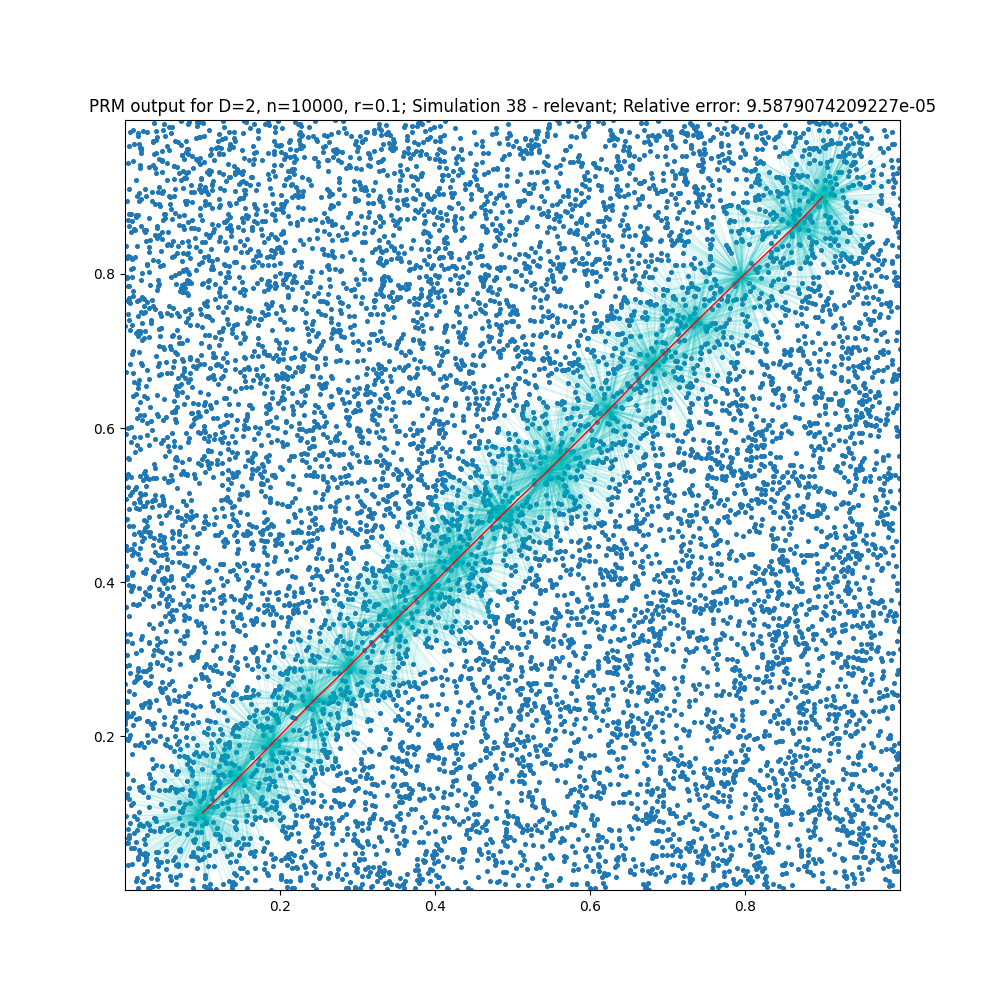 PRM output for D=2, n=10000, r=0.1; Simulation 38 - relevant; Relative error: 9.5879074209227e-05
0.8
0.6
0.4
0.2
0.2 0.4 0.6 0.8